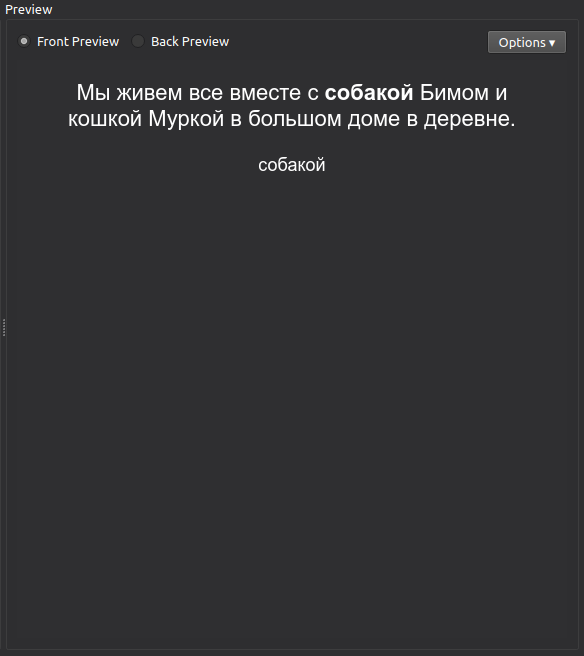 Preview
Front Preview
Back Preview
Options ▾
Мы живем все вместе с собакой Бимом и
кошкой Муркой в большом доме в деревне.
собакой